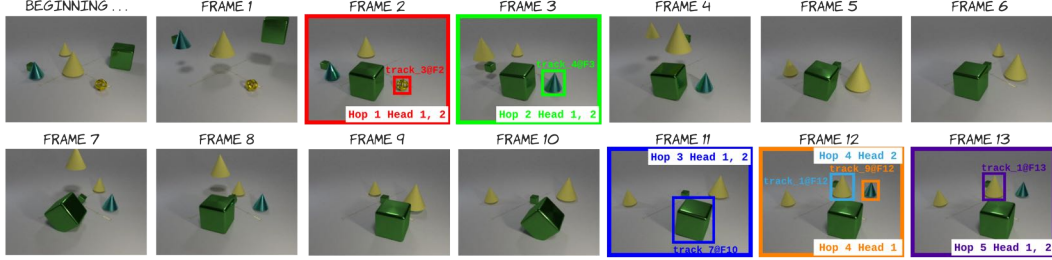 BEGINNING...
FRAME 1
FRAME 2
FRAME 3
FRAME 4
FRAME 5
FRAME 6
track_3@F2
Hop 1 Head 1, 2
track_4@F3
Hop 2 Head 1, 2
FRAME 7
FRAME 8
FRAME 9
FRAME 10
FRAME 11
FRAME 12
FRAME 13
Hop 3 Head 1, 2
track_7@F10
Hop 4 Head 2
track_9@F12
track_1@F12
Hop 4 Head 1
track_1@F13
Hop 5 Head 1, 2